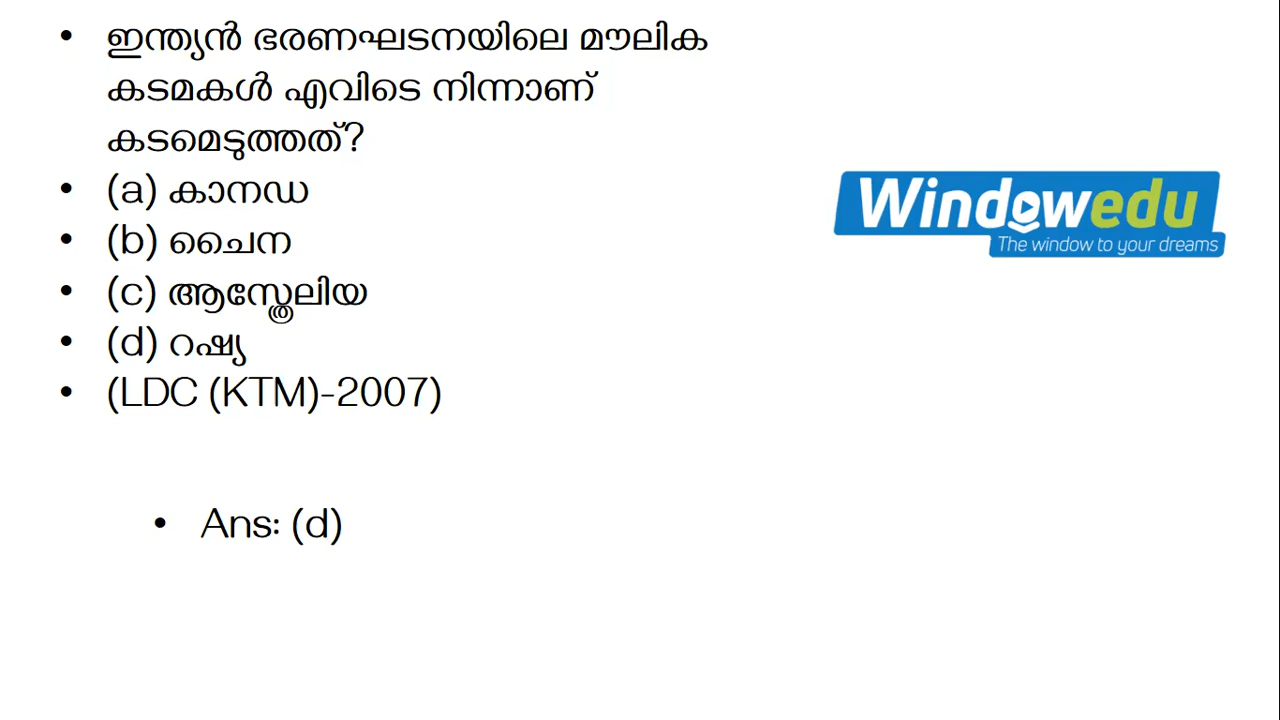 • ഇന്ത്യൻ ഭരണഘടനയിലെ മൗലിക
കടമകൾ എവിടെ നിന്നാണ്
കടമെടുത്തത്?
• (a) കാനഡ
• (b) ചൈന
• (c) ആസ്ത്രേലിയ
• (d) റഷ്യ
• (LDC (KTM)-2007)
Windowedu
The window to your dreams
• Ans: (d)